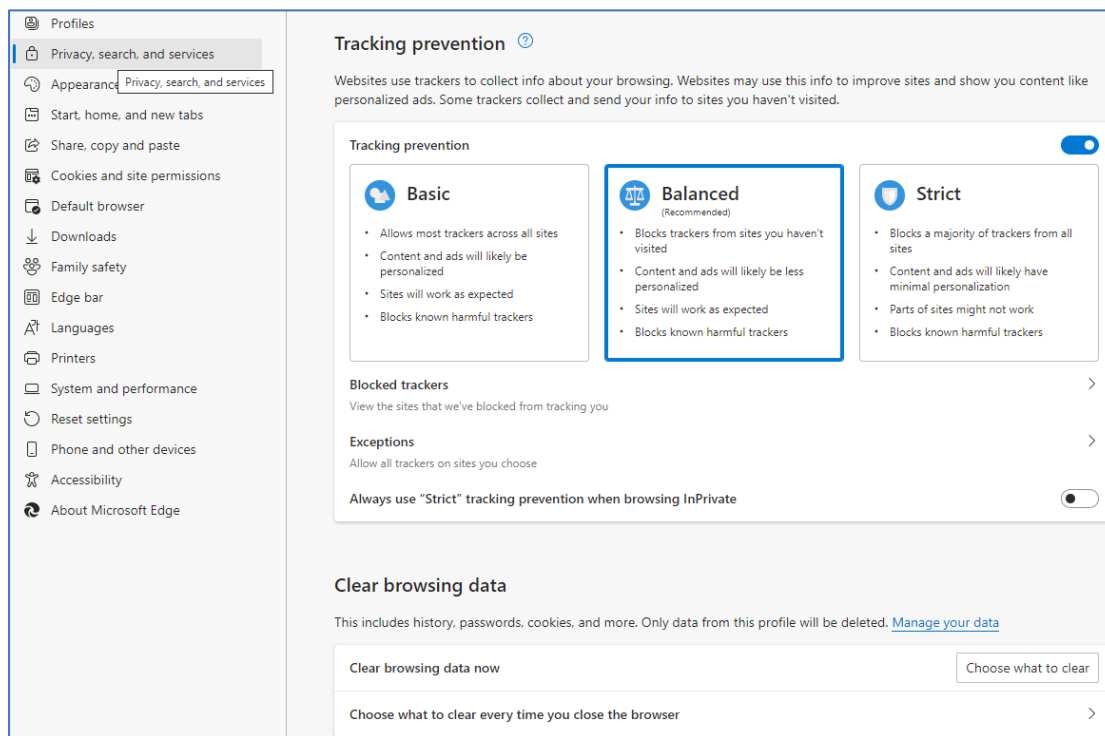 Profiles
Privacy, search, and services
Appearance
Privacy, search, and services
Start, home, and new tabs
Share, copy and paste
Cookies and site permissions
Default browser
Downloads
Family safety
Edge bar
Languages
Printers
System and performance
Reset settings
Phone and other devices
Accessibility
About Microsoft Edge
Tracking prevention
Websites use trackers to collect info about your browsing. Websites may use this info to improve sites and show you content like
personalized ads. Some trackers collect and send your info to sites you haven't visited.
Tracking prevention
Basic
• Allows most trackers across all sites
• Content and ads will likely be
personalized
• Sites will work as expected
• Blocks known harmful trackers
Balanced
(Recommended)
• Blocks trackers from sites you haven't
visited
• Content and ads will likely be less
personalized
• Sites will work as expected
• Blocks known harmful trackers
Strict
• Blocks a majority of trackers from all
sites
• Content and ads will likely have
minimal personalization
• Parts of sites might not work
• Blocks known harmful trackers
Blocked trackers
View the sites that we've blocked from tracking you
Exceptions
Allow all trackers on sites you choose
Always use “Strict” tracking prevention when browsing InPrivate
Clear browsing data
This includes history, passwords, cookies, and more. Only data from this profile will be deleted. Manage your data
Clear browsing data now
Choose what to clear
Choose what to clear every time you close the browser